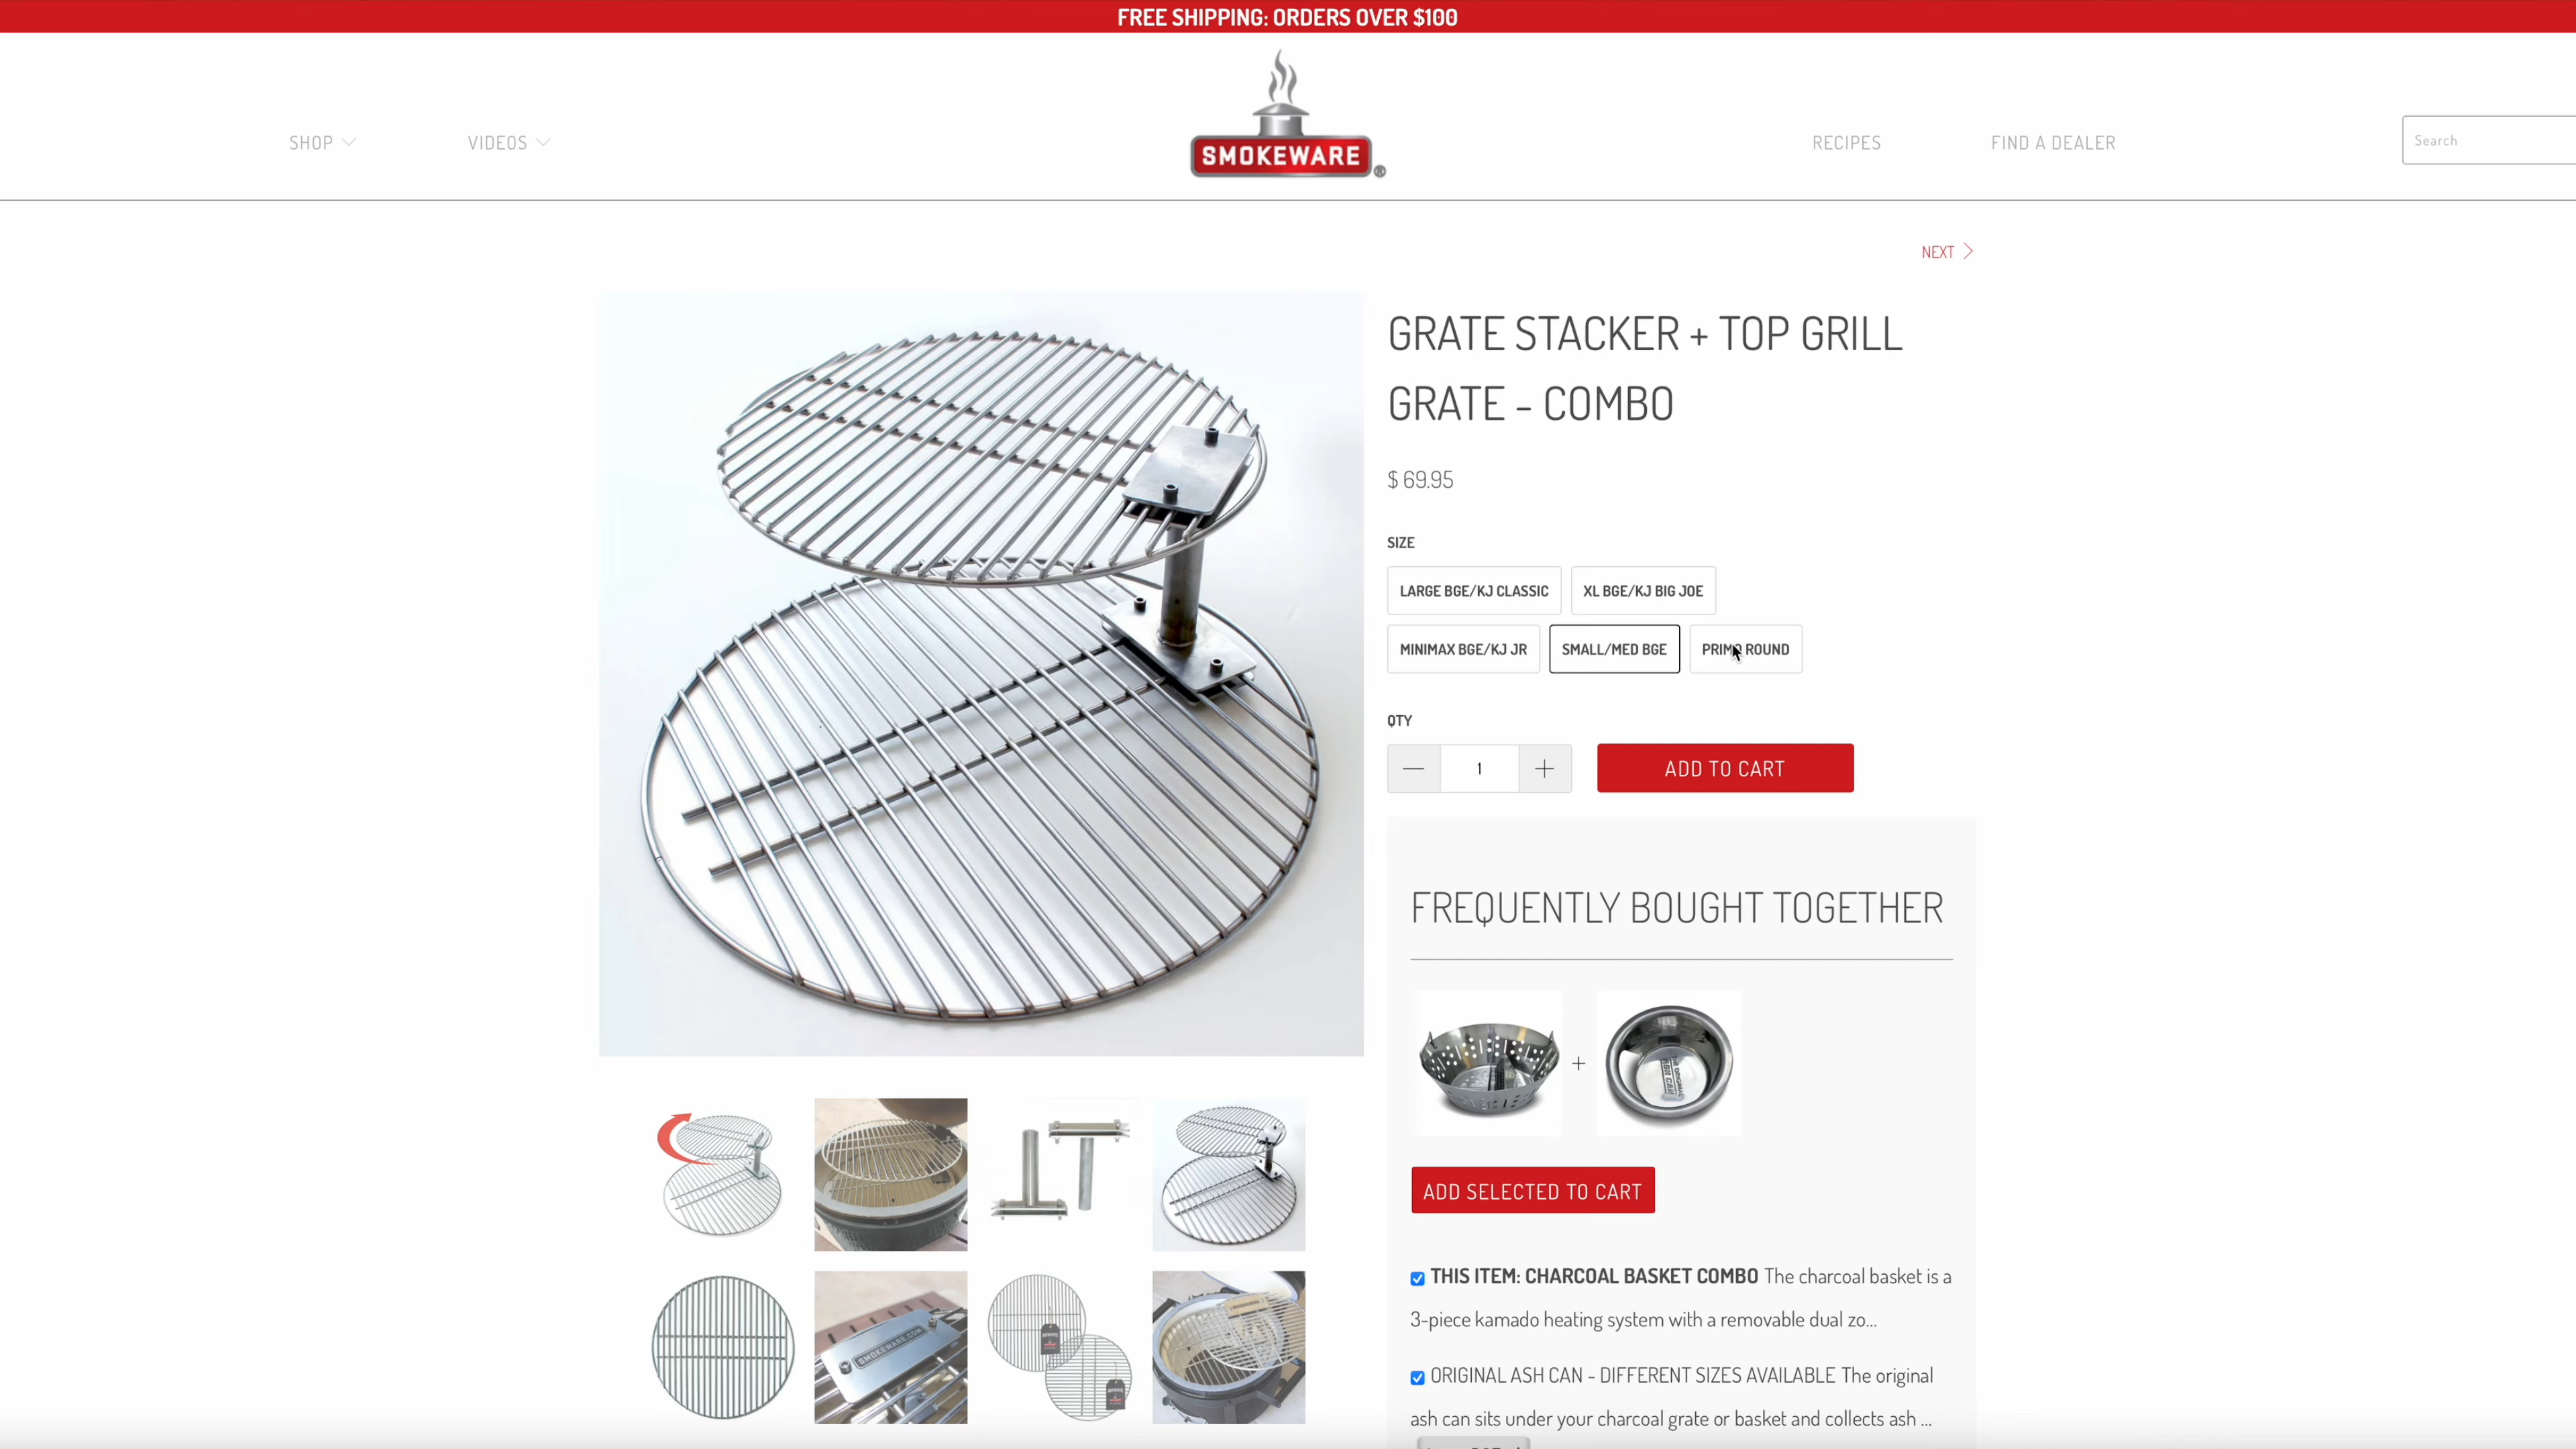 FREE SHIPPING: ORDERS OVER $100
SHOP
VIDEOS
SMOKEWARE
®
RECIPES
FIND A DEALER
Search
NEXT
GRATE STACKER + TOP GRILL
GRATE - COMBO
$ 69.95
SIZE
LARGE BGE/KJ CLASSIC
XL BGE/KJ BIG JOE
MINIMAX BGE/KJ JR
SMALL/MED BGE
PRIMO ROUND
QTY
1
ADD TO CART
FREQUENTLY BOUGHT TOGETHER
+
ADD SELECTED TO CART
THIS ITEM: CHARCOAL BASKET COMBO The charcoal basket is a
3-piece kamado heating system with a removable dual zo...
ORIGINAL ASH CAN - DIFFERENT SIZES AVAILABLE The original
ash can sits under your charcoal grate or basket and collects ash ...
SMOKEWARE.COM